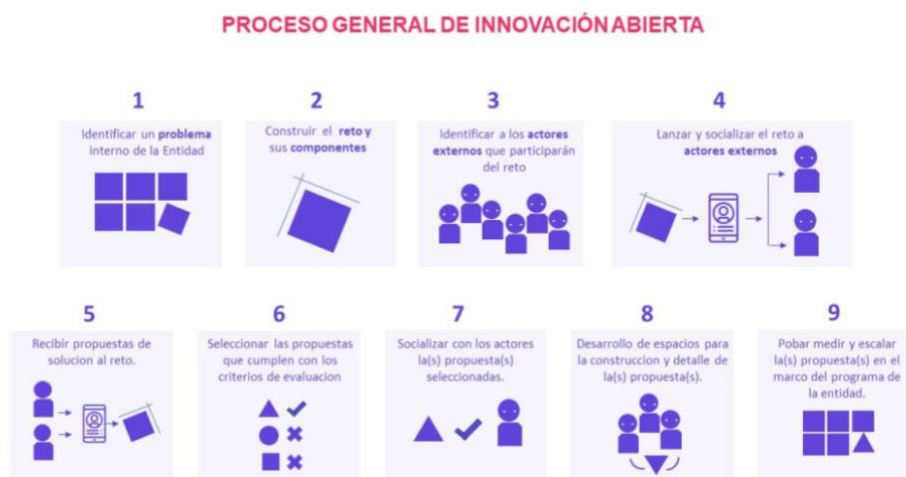 PROCESO GENERAL DE INNOVACIÓN ABIERTA
1
Identificar un problema
interno de la Entidad
2
Construir el reto y
sus componentes
3
Identificar a los actores
externos que participarán
del reto
4
Lanzar y socializar el reto a
actores externos
5
Recibir propuestas de
solucion al reto.
6
Seleccionar las propuestas
que cumplen con los
criterios de evaluacion
7
Socializar con los actores
la(s) propuesta(s)
seleccionadas.
8
Desarrollo de espacios para
la construccion y detalle de
la(s) propuesta(s).
9
Pobar medir y escalar
la(s) propuesta(s) en el
marco del programa de
la entidad.